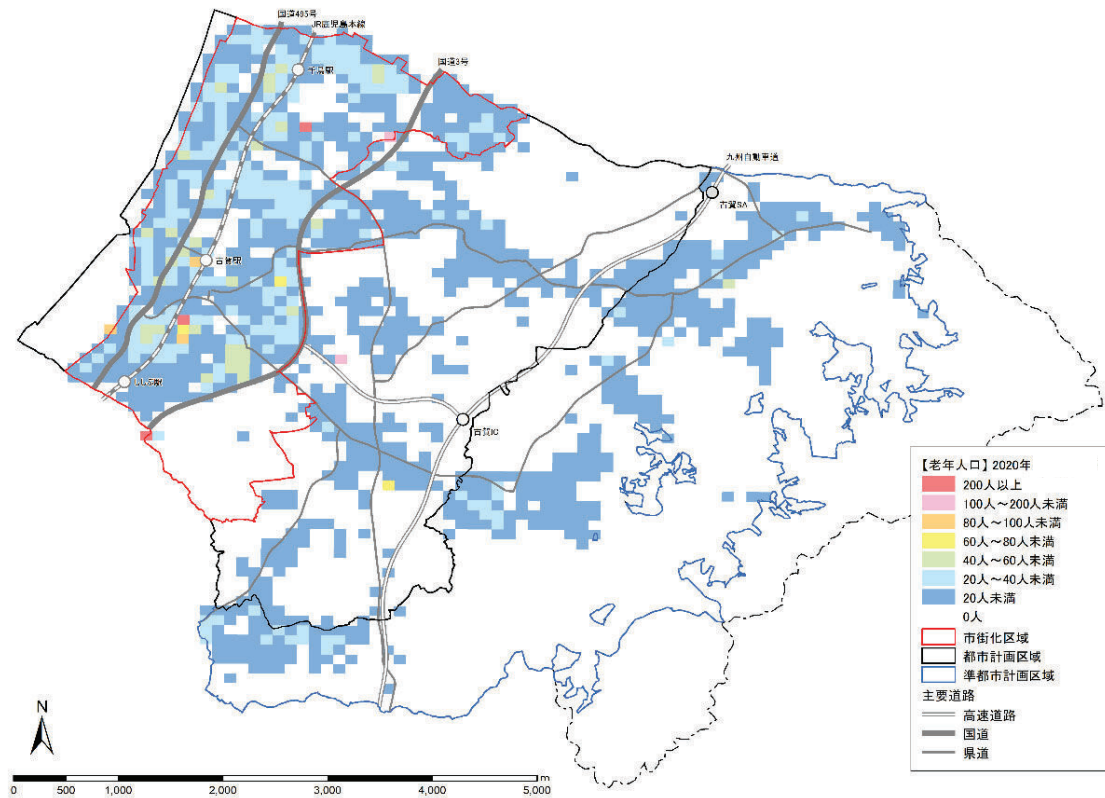 国道495号
JR鹿児島本線
国道3号
千鳥駅
九州自動車道
古賀SA
古賀駅
ししぶ駅
古賀IC
【老年人口】2020年
200人以上
100人～200人未満
80人～100人未満
60人～80人未満
40人～60人未満
20人～40人未満
20人未満
0人
市街化区域
都市計画区域
準都市計画区域
主要道路
高速道路
国道
県道
N
0 500 1,000 2,000 3,000 4,000 5,000 m